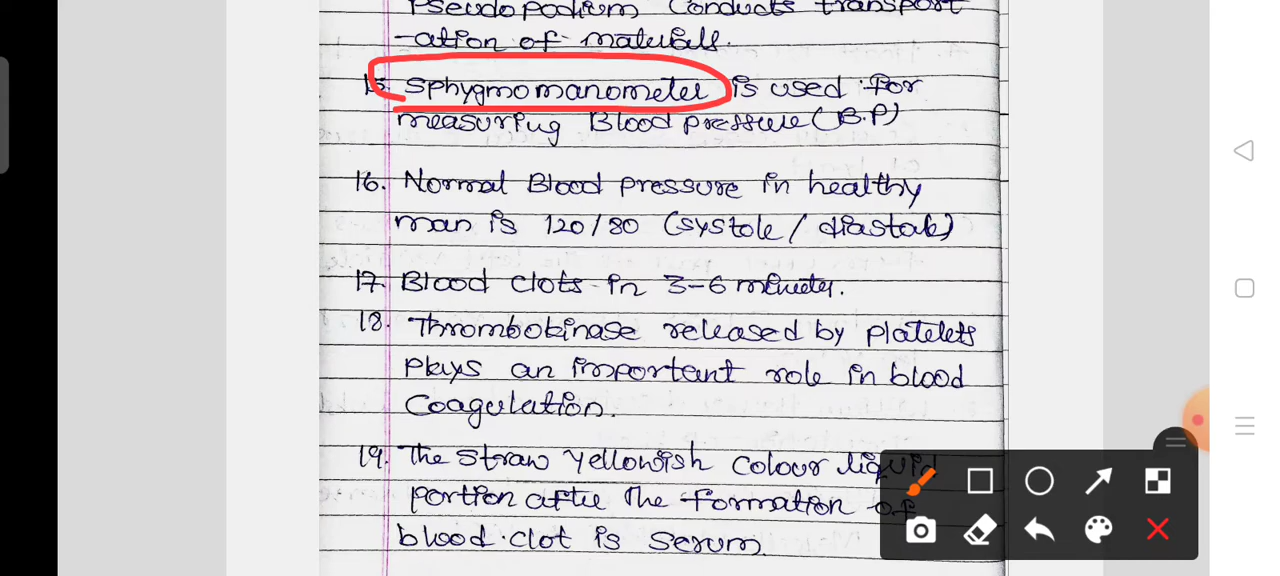 Pseudopodium conducts transport
-ation of materials.
15. Sphygmomanometer is used for
measuring Blood pressure (B.P)
16. Normal Blood pressure in healthy
man is 120/80 (systole/ diastole)
17. Blood clots in 3-6 minutes.
18. Thrombokinase released by platelets
plays an important role in blood
Coagulation.
19. The straw yellowish colour liquid
portion after the formation of
blood clot is serum.